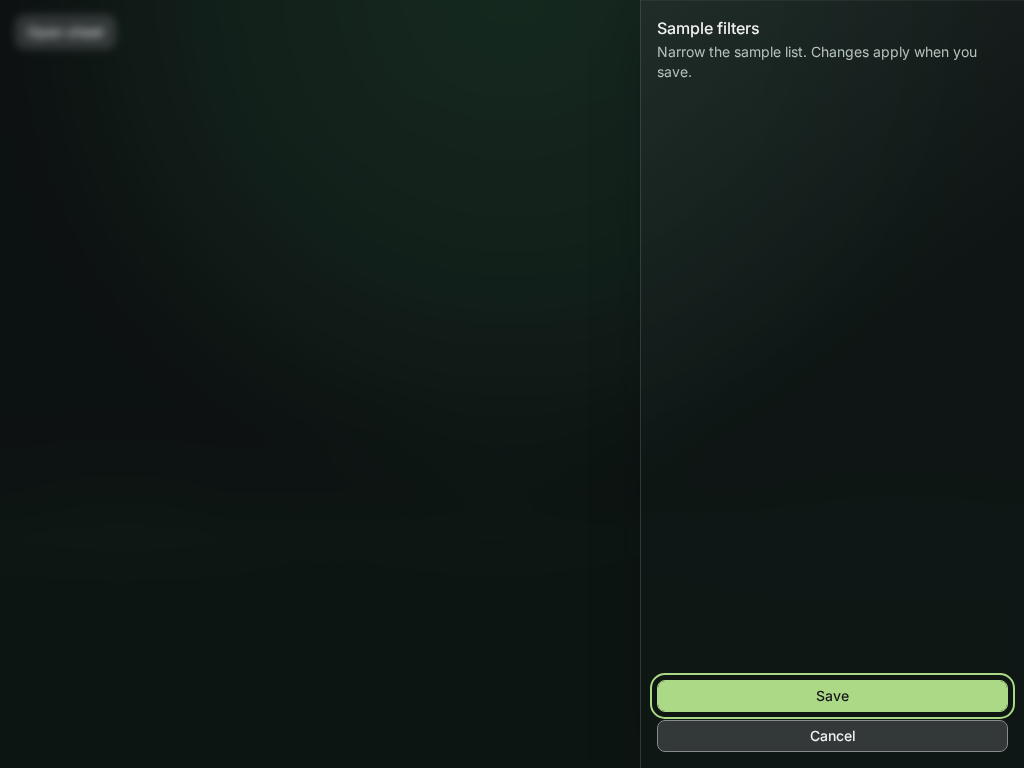 Sample filters
Narrow the sample list. Changes apply when you
save.
Save
Cancel